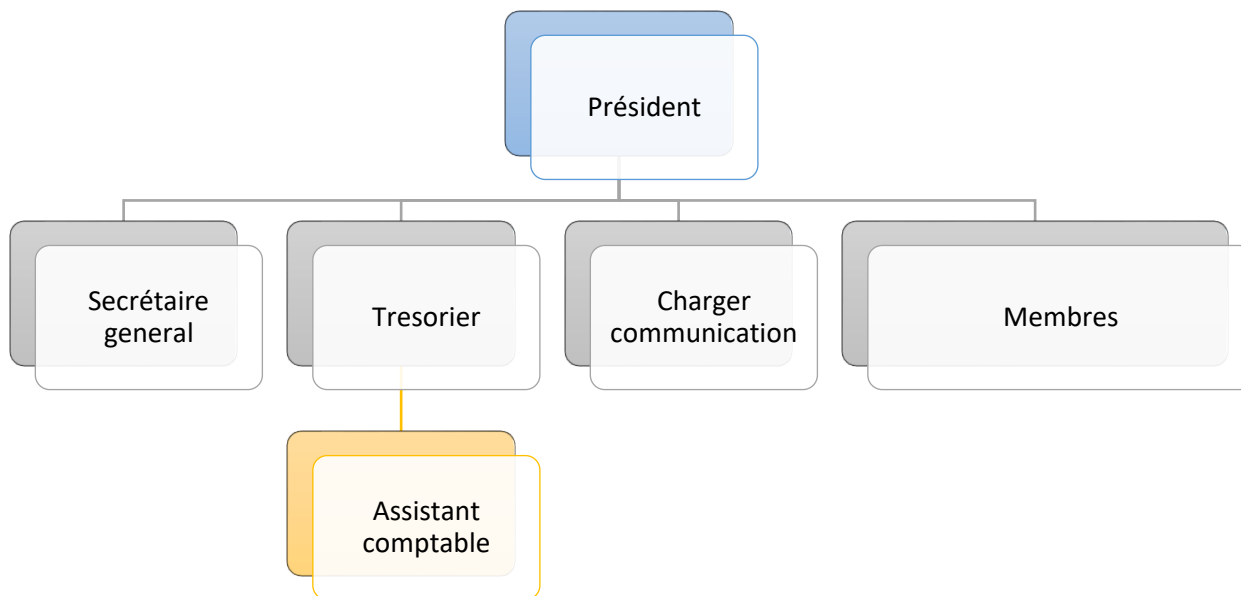 Président
Secrétaire
general
Tresorier
Charger
communication
Membres
Assistant
comptable